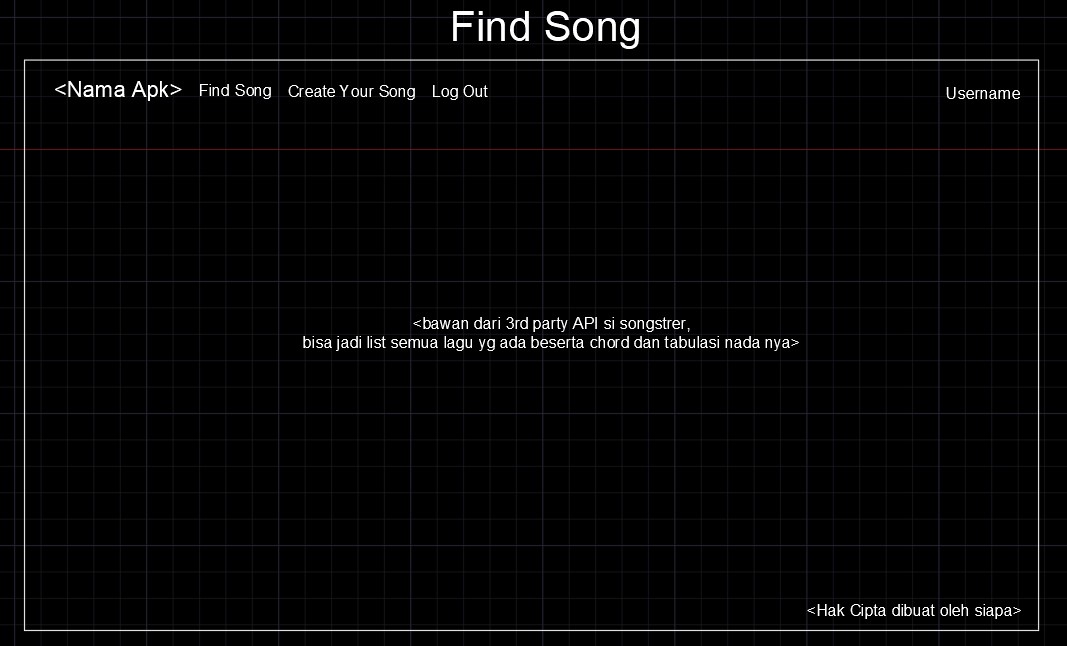 Find Song
<Nama Apk> Find Song Create Your Song Log Out Username
<bawan dari 3rd party API si songstrer,
bisa jadi list semua lagu yg ada beserta chord dan tabulasi nada nya>
<Hak Cipta dibuat oleh siapa>